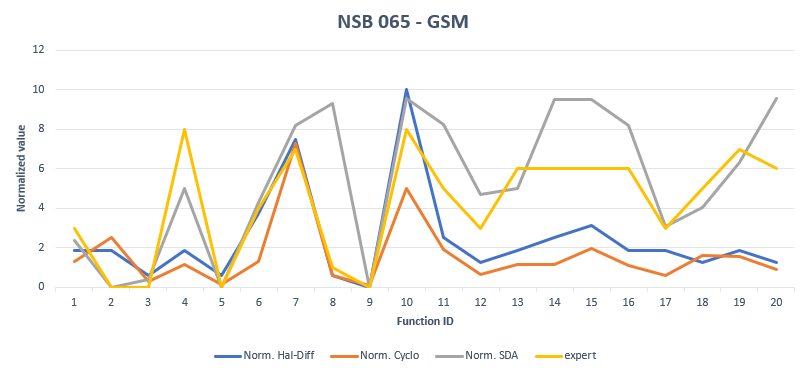 NSB 065 - GSM
12
10
8
6
4
2
0
Normalized value
1 2 3 4 5 6 7 8 9 10 11 12 13 14 15 16 17 18 19 20
Function ID
Norm. Hal-Diff Norm. Cyclo Norm. SDA expert